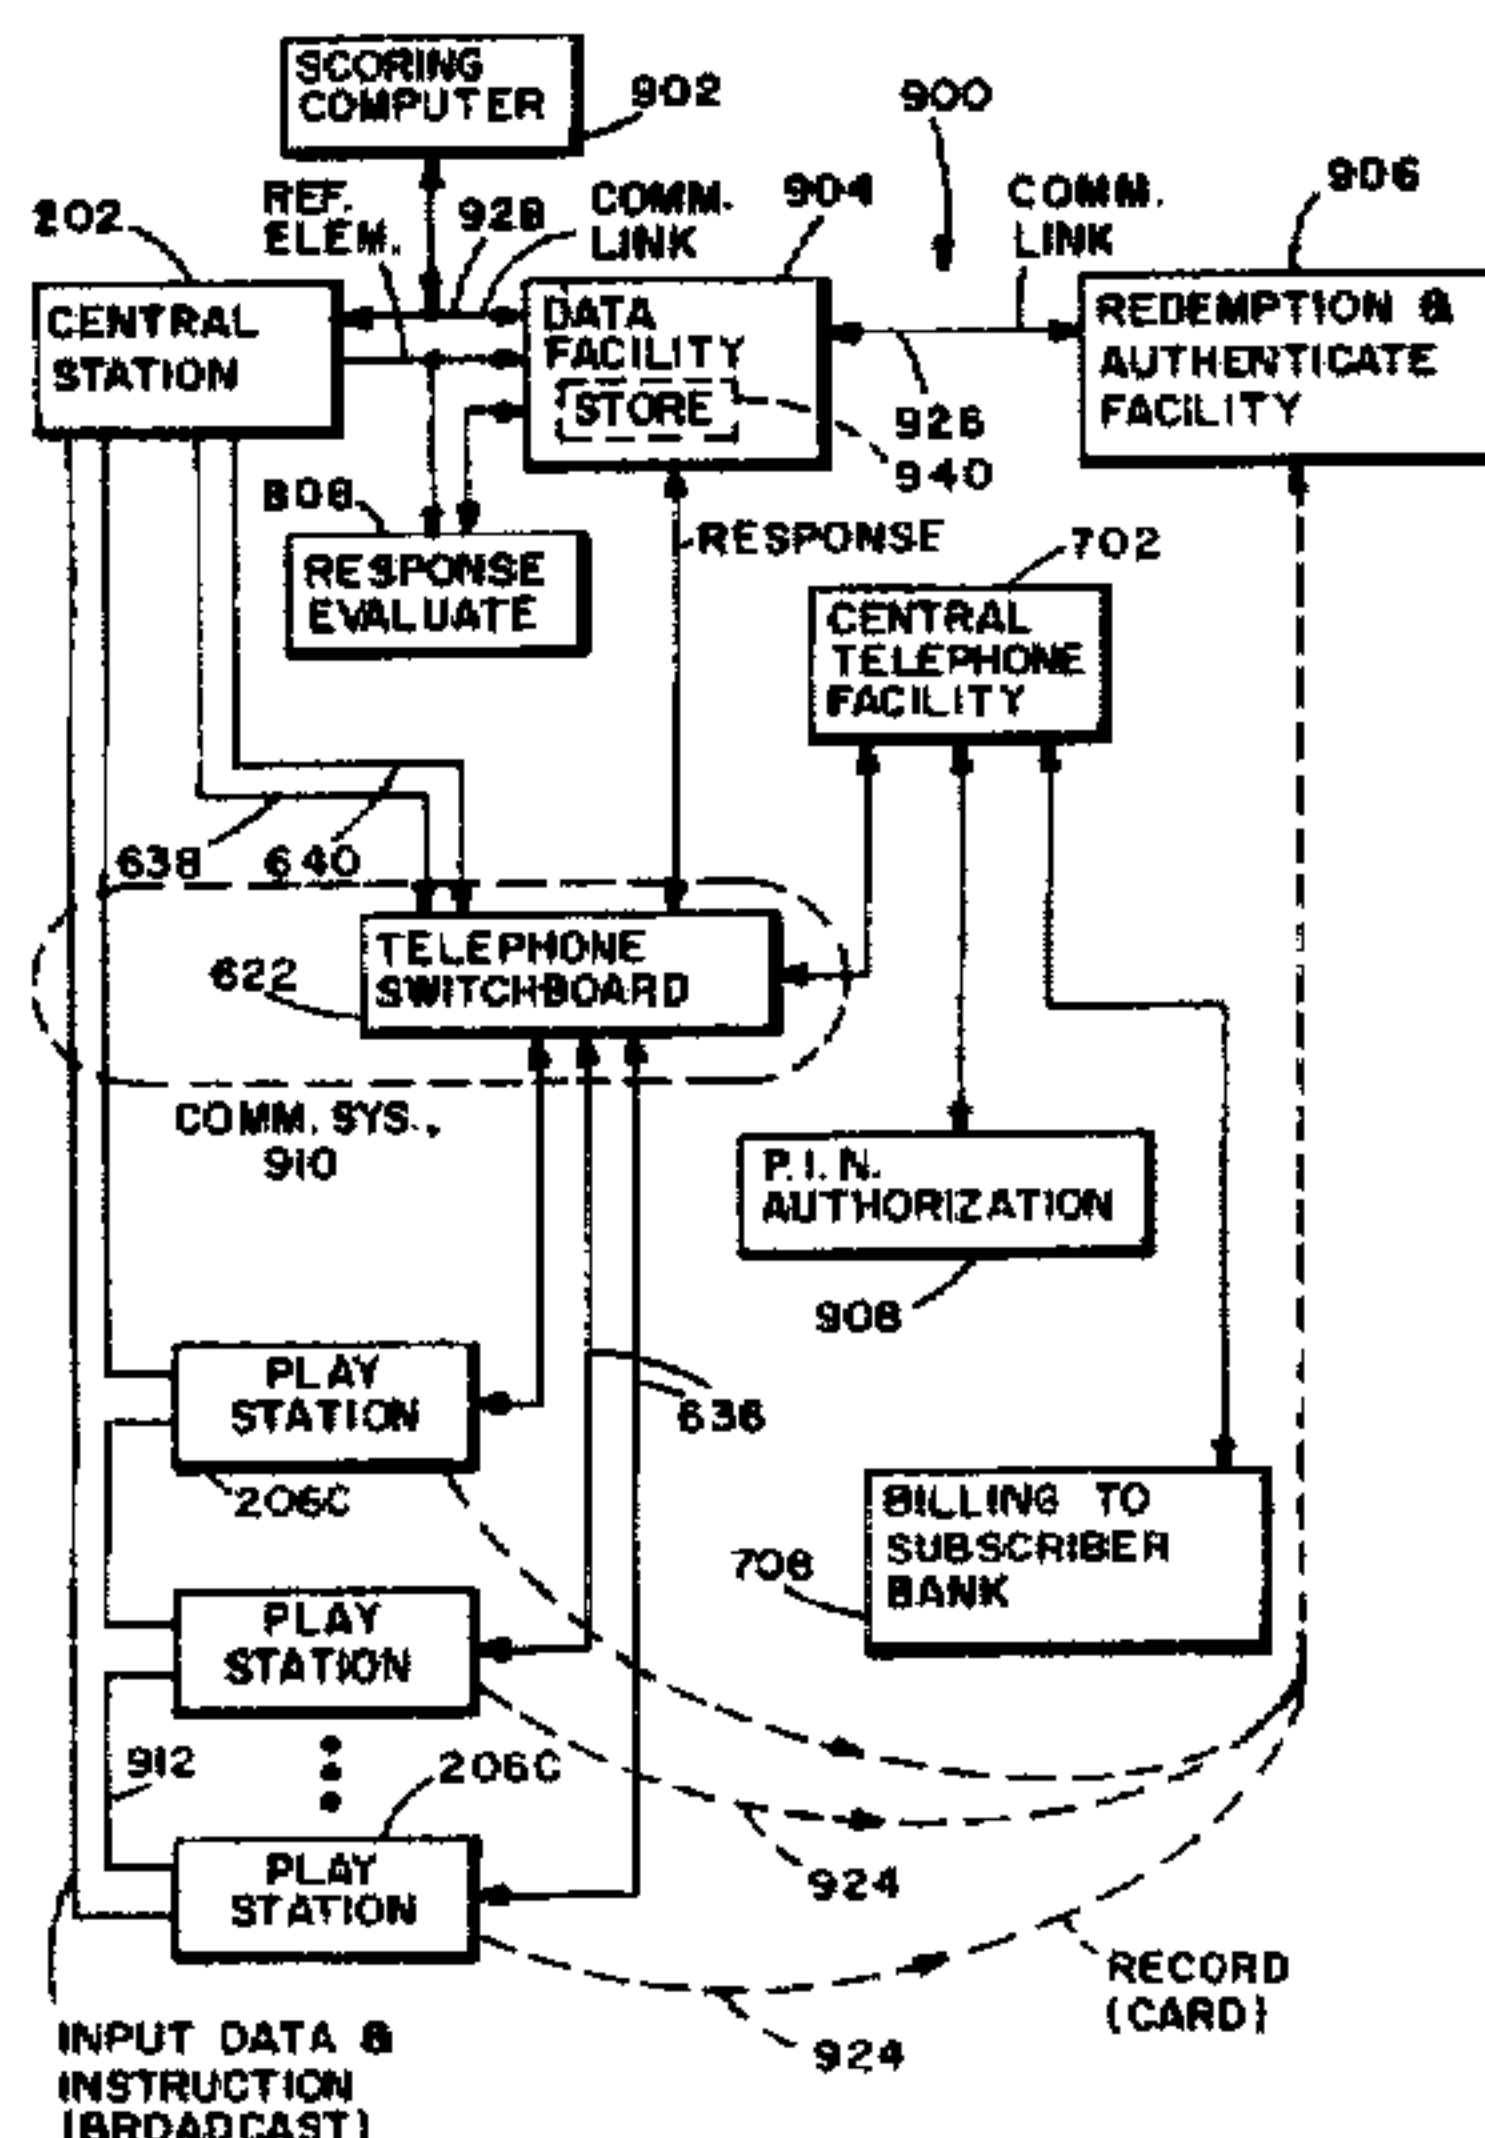 SCORING
COMPUTER
902
900
906
202
REF.
ELEM.
928
COMM.
LINK
904
COMM.
LINK
CENTRAL
STATION
DATA
FACILITY
STORE
REDEMPTION &
AUTHENTICATE
FACILITY
926
940
808
RESPONSE
RESPONSE
EVALUATE
702
CENTRAL
TELEPHONE
FACILITY
638
640
TELEPHONE
SWITCHBOARD
622
COMM. SYS.,
910
P.I.N.
AUTHORIZATION
908
PLAY
STATION
636
206C
BILLING TO
SUBSCRIBER
BANK
708
PLAY
STATION
912
206C
PLAY
STATION
924
RECORD
(CARD)
924
INPUT DATA &
INSTRUCTION
(BROADCAST)